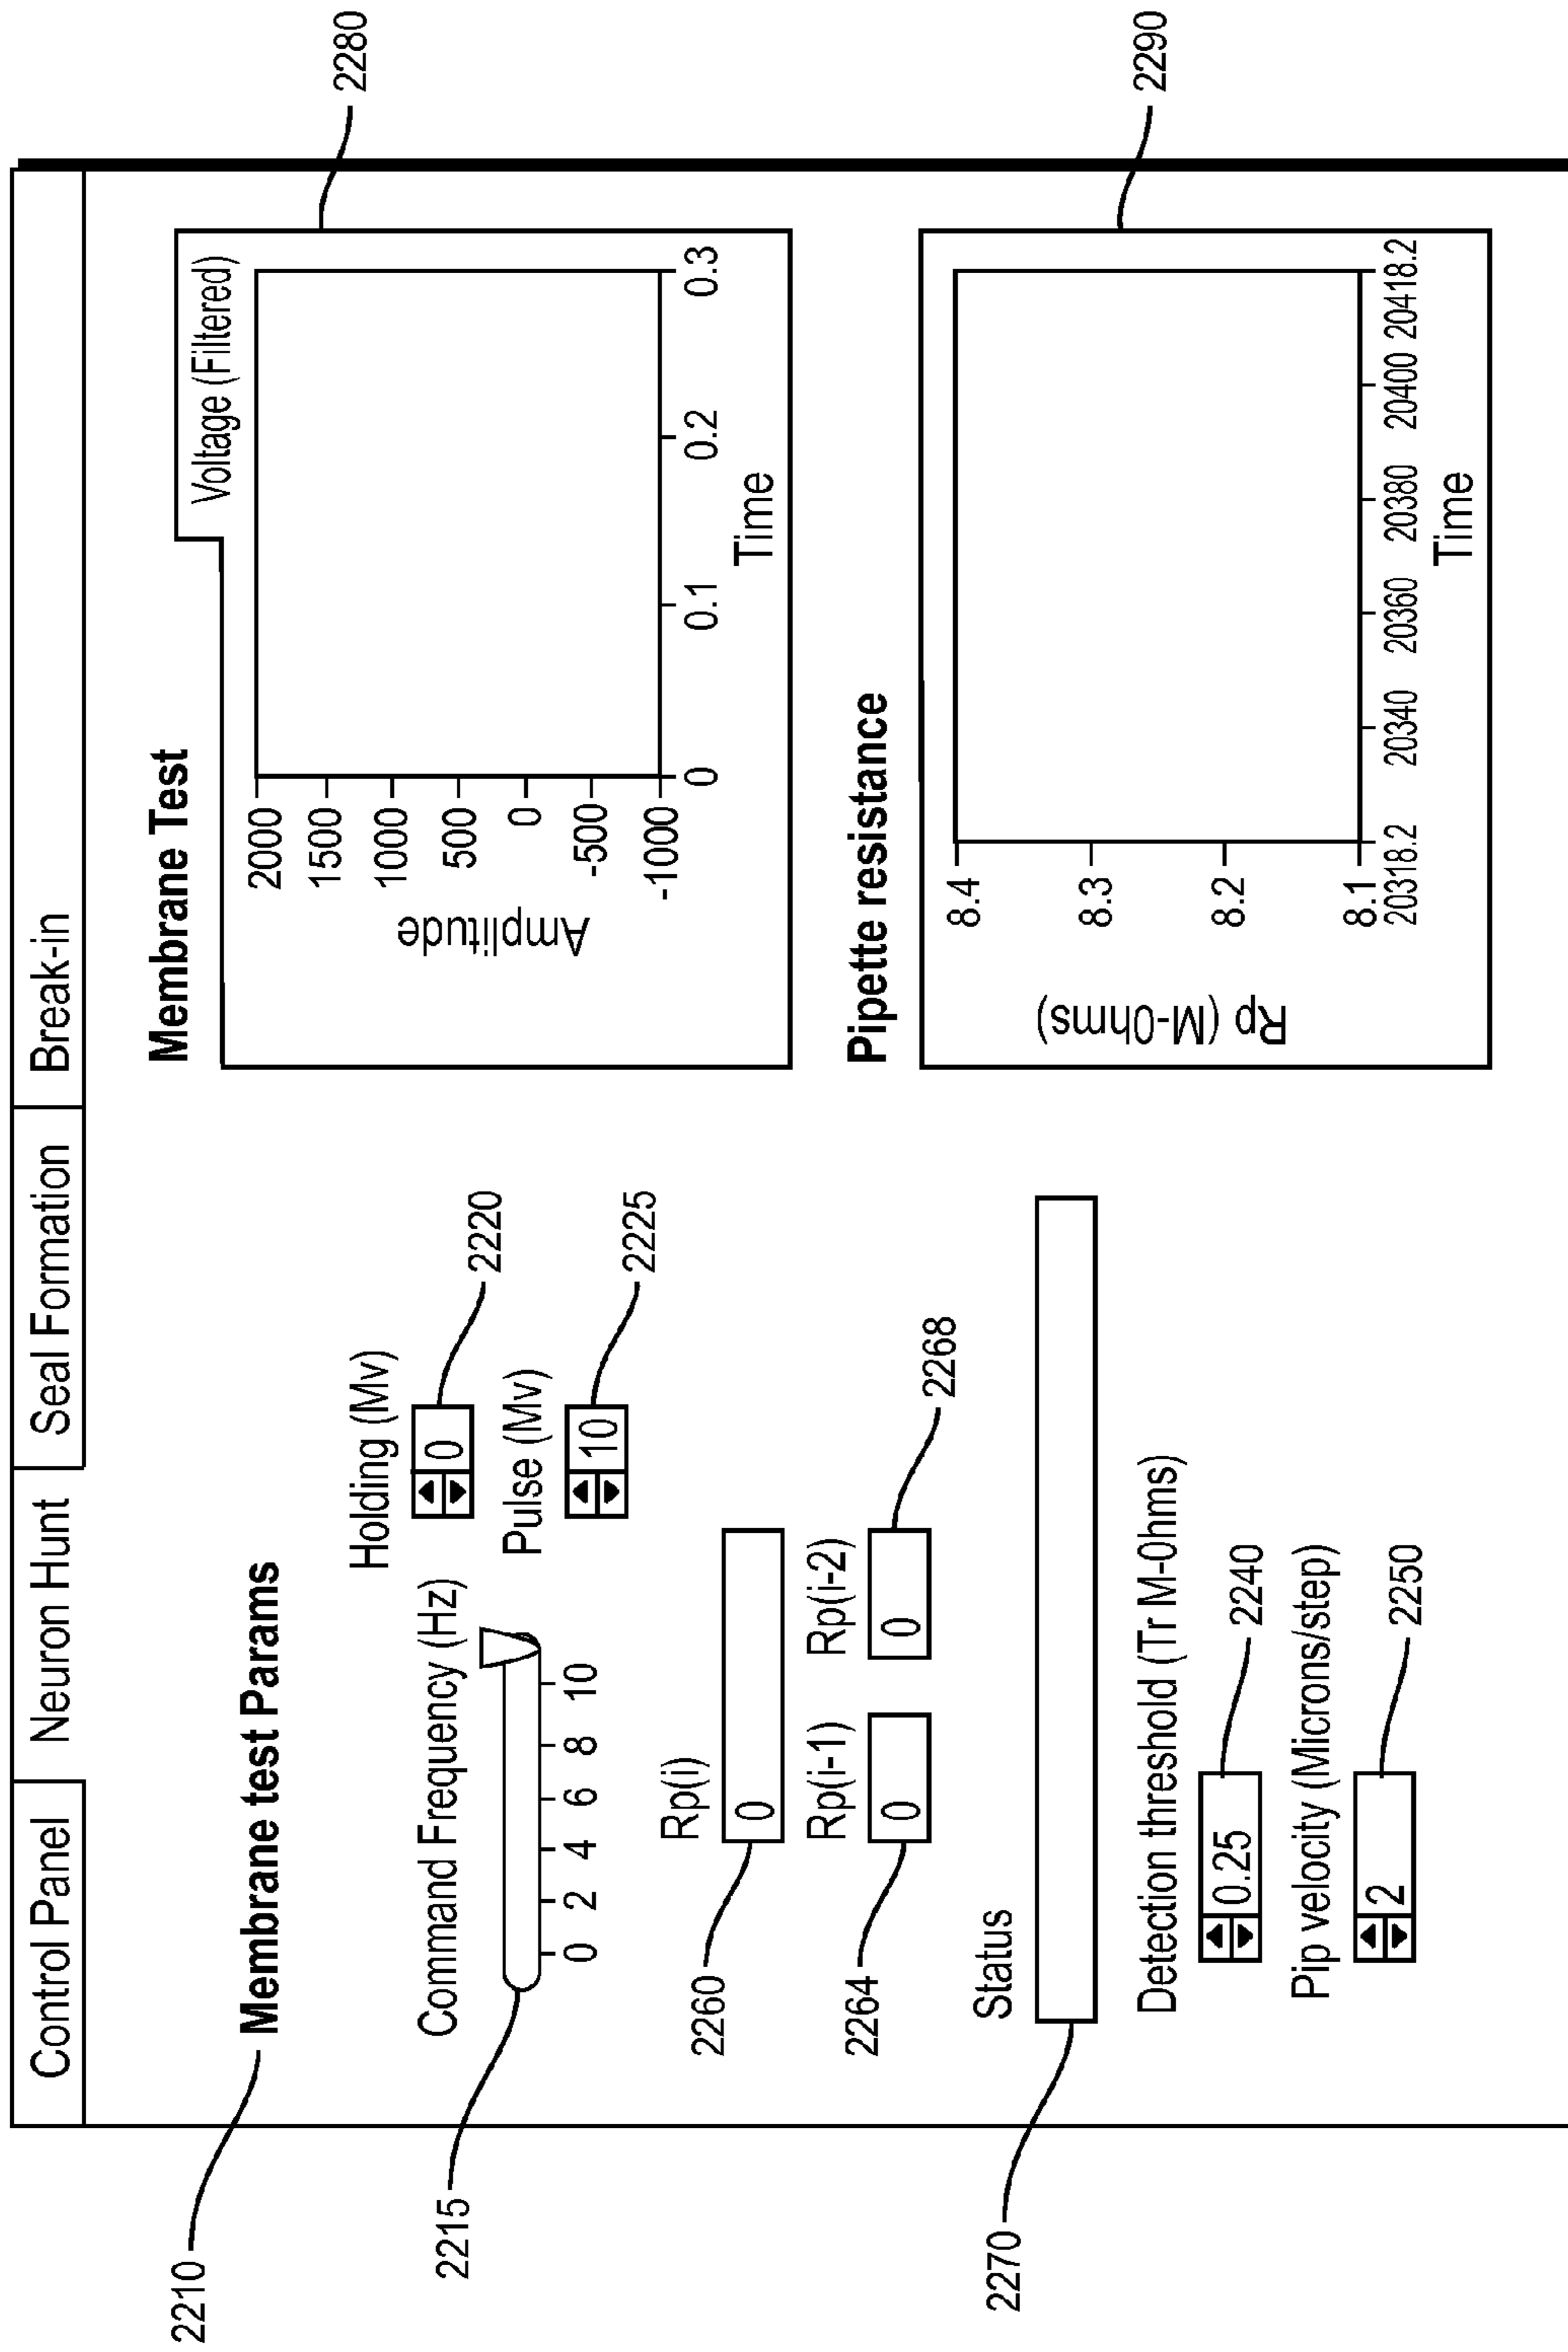 Control Panel
Neuron Hunt
Seal Formation
Break-in
2210
Membrane test Params
2215
Command Frequency (Hz)
0 2 4 6 8 10
Holding (Mv)
0
2220
Pulse (Mv)
10
2225
Rp(i)
0
2260
Rp(i-1)
0
2264
Rp(i-2)
0
2268
Status
2270
Detection threshold (Tr M-Ohms)
0.25
2240
Pip velocity (Microns/step)
2
2250
Membrane Test
Voltage (Filtered)
2280
Amplitude
2000
1500
1000
500
0
-500
-1000
0 0.1 0.2 0.3
Time
Pipette resistance
2290
Rp (M-Ohms)
8.4
8.3
8.2
8.1
20318.2 20340 20360 20380 20400 20418.2
Time